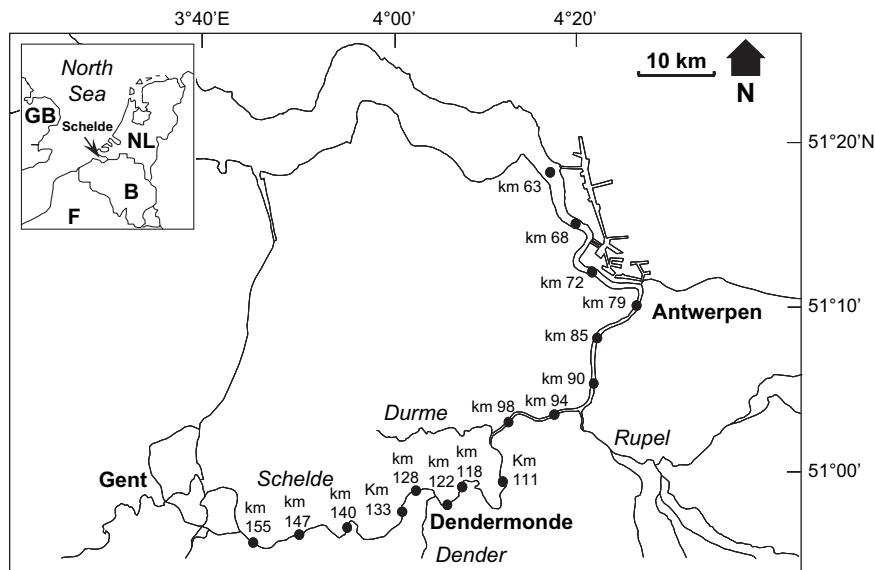 3°40'E
4°00'
4°20'
North
Sea
GB
Schelde
NL
B
F
10 km
N
51°20'N
km 63
km 68
km 72
km 79
51°10'
Antwerpen
km 85
km 90
km 94
km 98
Durme
Rupel
Km
111
km
118
km
122
km
128
Km
133
km
140
km
147
km
155
Schelde
Gent
51°00'
Dendermonde
Dender